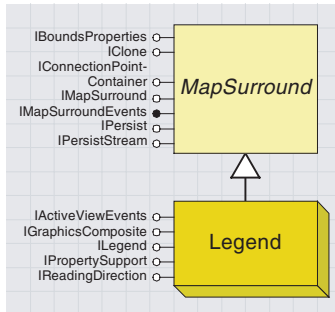 IBoundsProperties
IClone
IConnectionPoint-
Container
IMapSurround
IMapSurroundEvents
IPersist
IPersistStream
MapSurround
IActiveViewEvents
IGraphicsComposite
ILegend
IPropertySupport
IReadingDirection
Legend